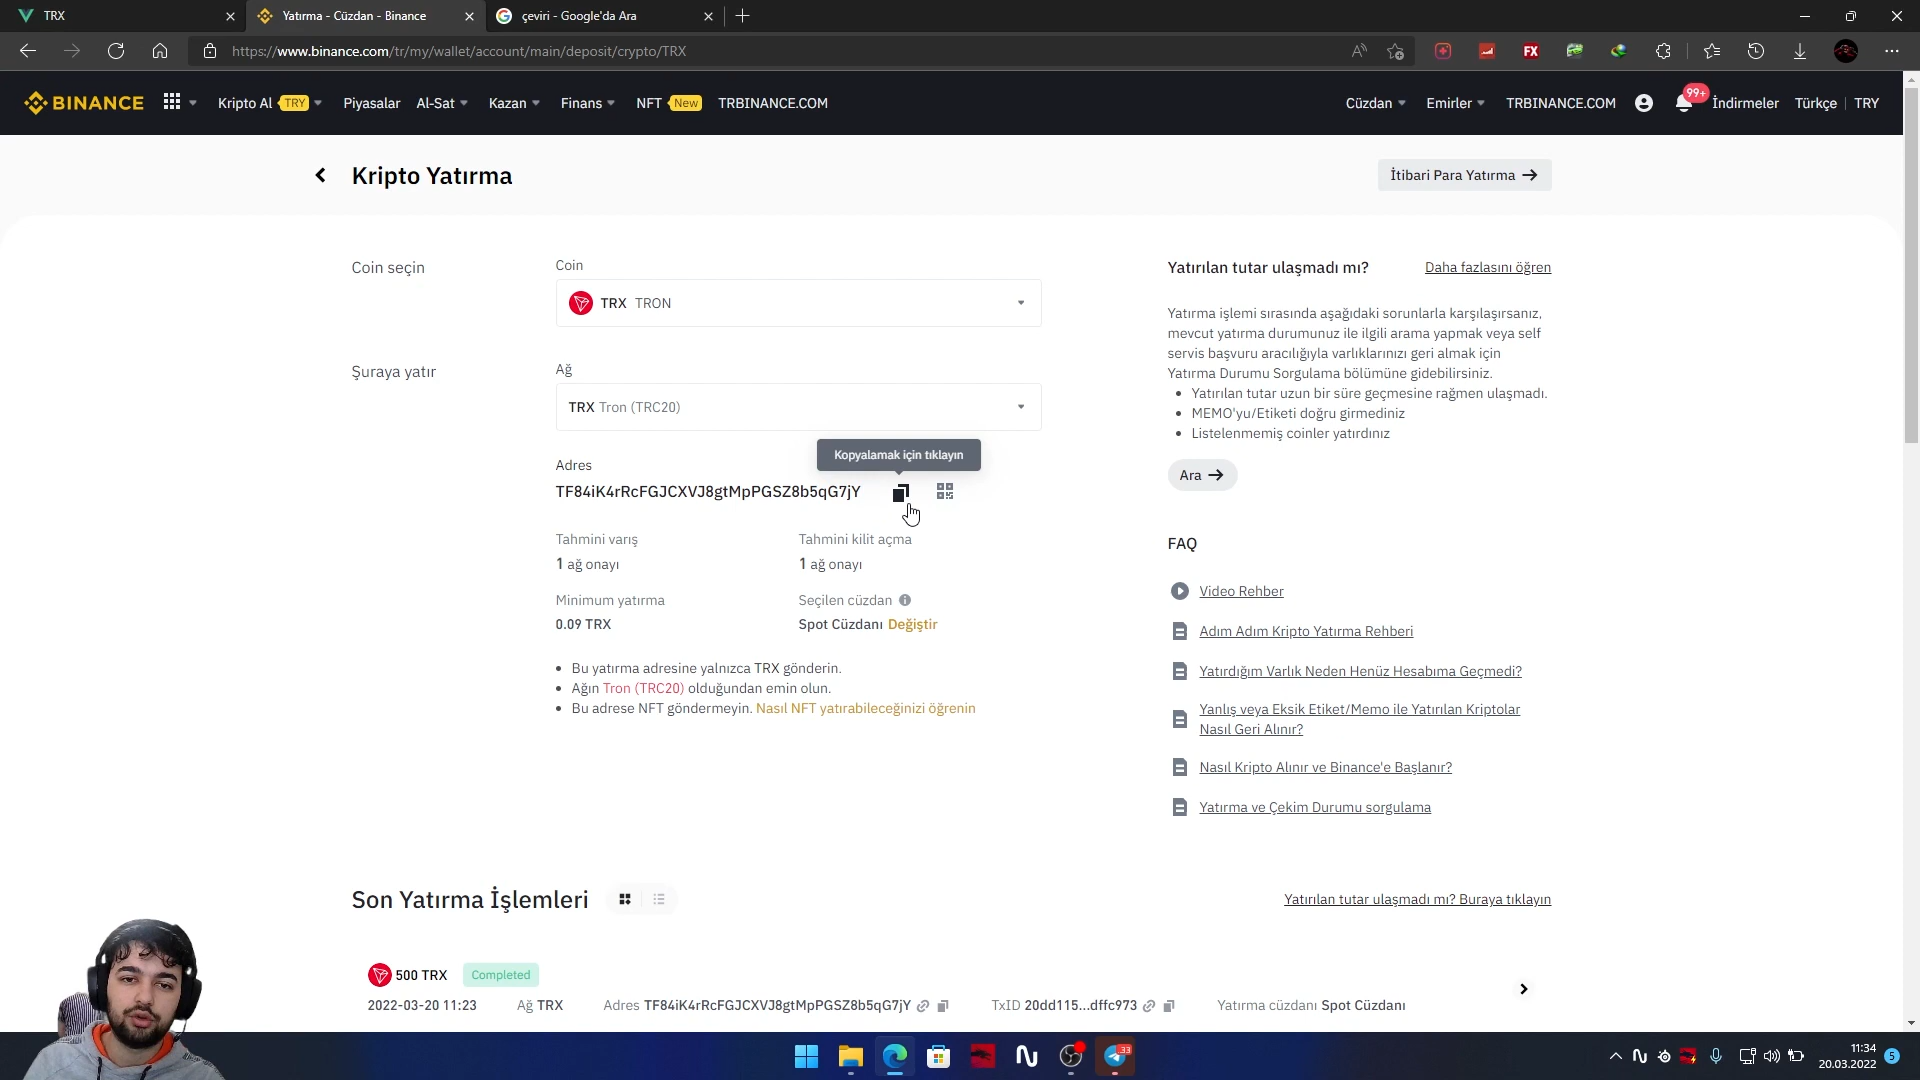 TRX
Yatırma - Cüzdan - Binance
çeviri - Google'da Ara
https://www.binance.com/tr/my/wallet/account/main/deposit/crypto/TRX
FX
BINANCE
Kripto Al TRY
Piyasalar
Al-Sat
Kazan
Finans
NFT New
TRBINANCE.COM
Cüzdan
Emirler
TRBINANCE.COM
99+
İndirmeler
Türkçe
TRY
Kripto Yatırma
İtibari Para Yatırma
Coin seçin
Coin
TRX TRON
Şuraya yatır
Ağ
TRX Tron (TRC20)
Kopyalamak için tıklayın
Adres
TF84iK4rRcFGJCXVJ8gtMpPGSZ8b5qG7jY
Tahmini varış
1 ağ onayı
Tahmini kilit açma
1 ağ onayı
Minimum yatırma
0.09 TRX
Seçilen cüzdan
Spot Cüzdanı Değiştir
• Bu yatırma adresine yalnızca TRX gönderin.
• Ağın Tron (TRC20) olduğundan emin olun.
• Bu adrese NFT göndermeyin. Nasıl NFT yatırabileceğinizi öğrenin
Yatırılan tutar ulaşmadı mı?
Daha fazlasını öğren
Yatırma işlemi sırasında aşağıdaki sorunlarla karşılaşırsanız,
mevcut yatırma durumunuz ile ilgili arama yapmak veya self
servis başvuru aracılığıyla varlıklarınızı geri almak için
Yatırma Durumu Sorgulama bölümüne gidebilirsiniz.
• Yatırılan tutar uzun bir süre geçmesine rağmen ulaşmadı.
• MEMO'yu/Etiketi doğru girmediniz
• Listelenmemiş coinler yatırdınız
Ara
FAQ
Video Rehber
Adım Adım Kripto Yatırma Rehberi
Yatırdığım Varlık Neden Henüz Hesabıma Geçmedi?
Yanlış veya Eksik Etiket/Memo ile Yatırılan Kriptolar
Nasıl Geri Alınır?
Nasıl Kripto Alınır ve Binance'e Başlanır?
Yatırma ve Çekim Durumu sorgulama
Son Yatırma İşlemleri
Yatırılan tutar ulaşmadı mı? Buraya tıklayın
500 TRX Completed
2022-03-20 11:23
Ağ TRX
Adres TF84iK4rRcFGJCXVJ8gtMpPGSZ8b5qG7jY
TxID 20dd115...dffc973
Yatırma cüzdanı Spot Cüzdanı
33
11:34
20.03.2022
5